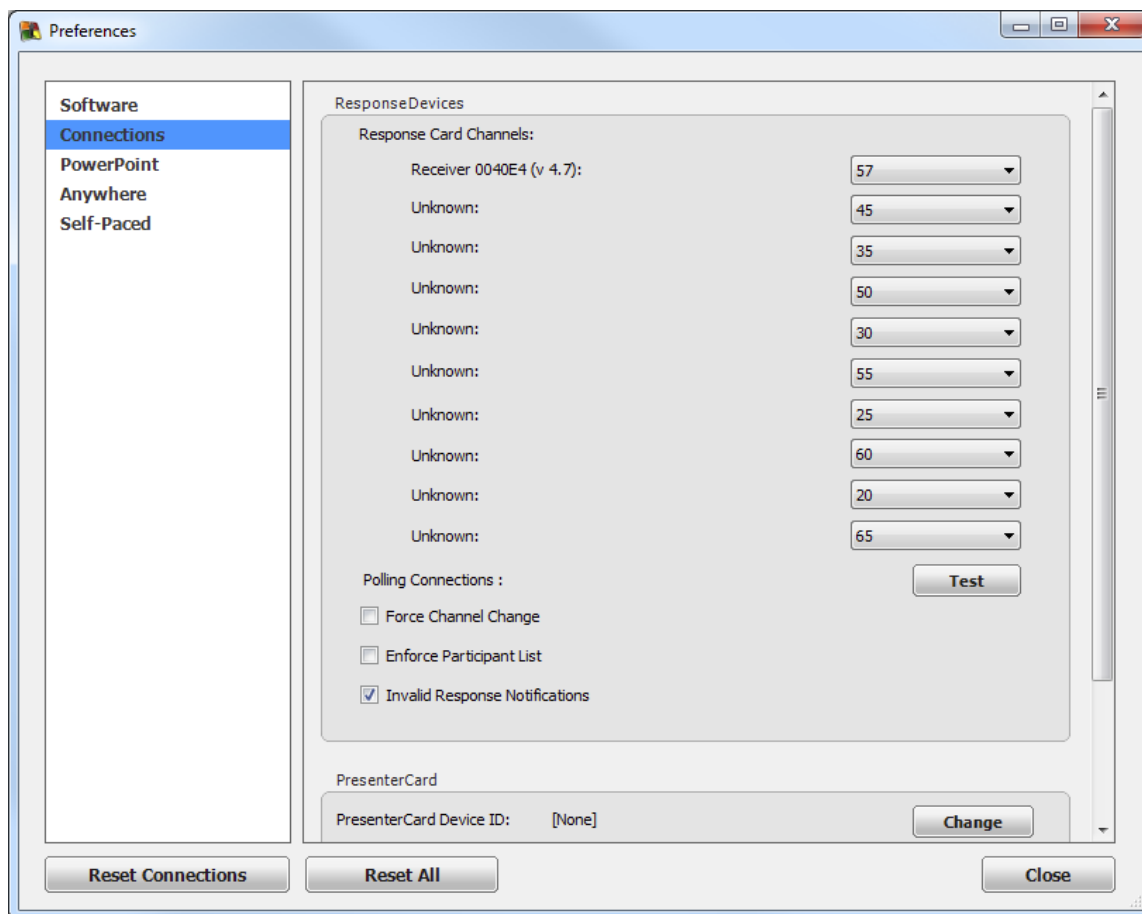 Preferences
Software
Connections
PowerPoint
Anywhere
Self-Paced
ResponseDevices
Response Card Channels:
Receiver 0040E4 (v 4.7): 57
Unknown: 45
Unknown: 35
Unknown: 50
Unknown: 30
Unknown: 55
Unknown: 25
Unknown: 60
Unknown: 20
Unknown: 65
Polling Connections : Test
Force Channel Change
Enforce Participant List
Invalid Response Notifications
PresenterCard
PresenterCard Device ID: [None] Change
Reset Connections Reset All Close